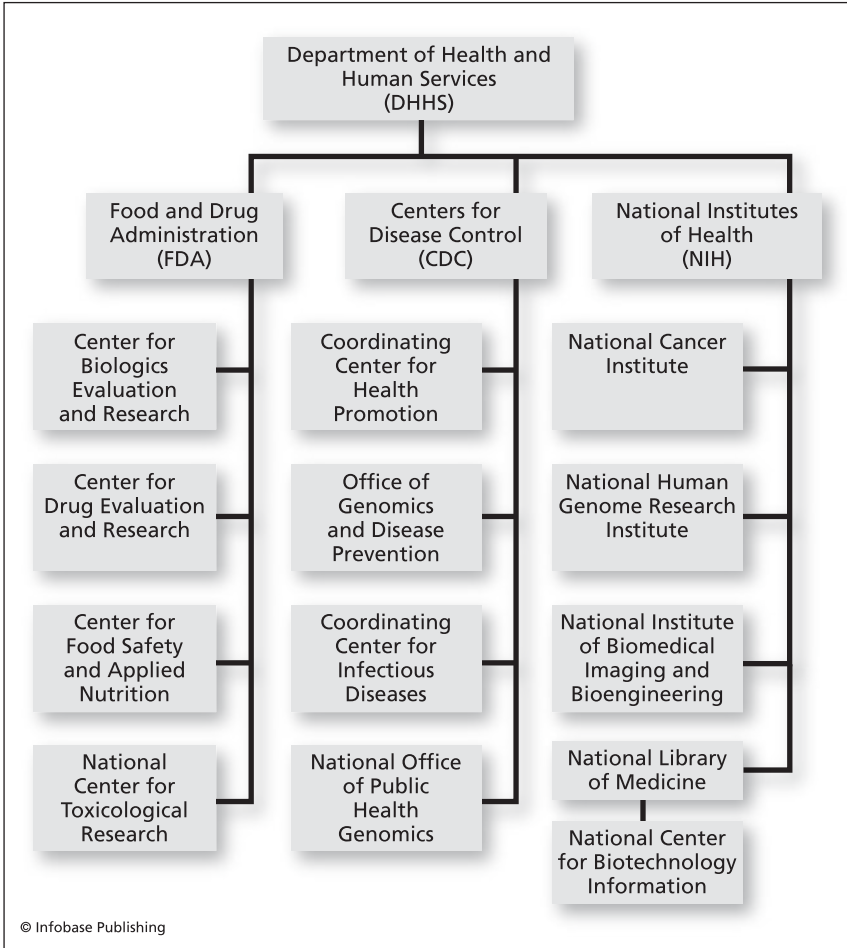 Department of Health and
Human Services
(DHHS)
Food and Drug
Administration
(FDA)
Centers for
Disease Control
(CDC)
National Institutes
of Health
(NIH)
Center for
Biologics
Evaluation
and Research
Coordinating
Center for
Health
Promotion
National Cancer
Institute
Center for
Drug Evaluation
and Research
Office of
Genomics
and Disease
Prevention
National Human
Genome Research
Institute
Center for
Food Safety
and Applied
Nutrition
Coordinating
Center for
Infectious
Diseases
National Institute
of Biomedical
Imaging and
Bioengineering
National
Center for
Toxicological
Research
National Office
of Public
Health
Genomics
National Library
of Medicine
National Center
for Biotechnology
Information
© Infobase Publishing